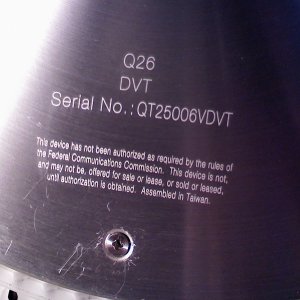 Q26
DVT
Serial No.: QT25006VDVT
This device has not been authorized as required by the rules of
the Federal Communications Commission. This device is not,
and may not be, offered for sale or lease, or sold or leased,
until authorization is obtained. Assembled in Taiwan.